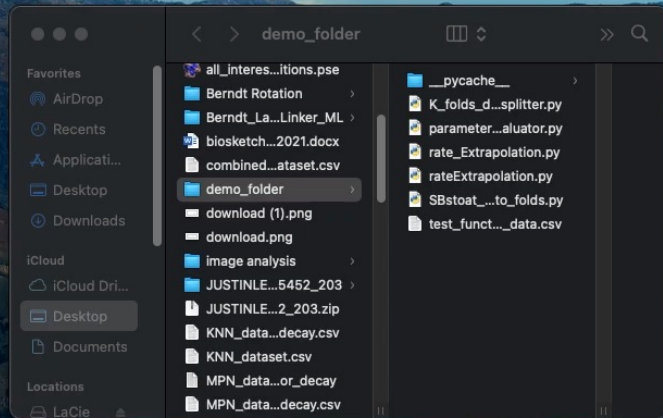 demo_folder
Favorites
AirDrop
Recents
Applicati...
Desktop
Downloads
iCloud
iCloud Dri...
Desktop
Documents
Locations
LaCie
all_interes...itions.pse
Berndt Rotation
Berndt_La...Linker_ML
biosketch...2021.docx
combined...ataset.csv
demo_folder
download (1).png
download.png
image analysis
JUSTINLE...5452_203
JUSTINLE...2_203.zip
KNN_data...decay.csv
KNN_dataset.csv
MPN_data...or_decay
MPN_data...decay.csv
__pycache__
K_folds_d...splitter.py
parameter...aluator.py
rate_Extrapolation.py
rateExtrapolation.py
SBstoat_...to_folds.py
test_funct..._data.csv